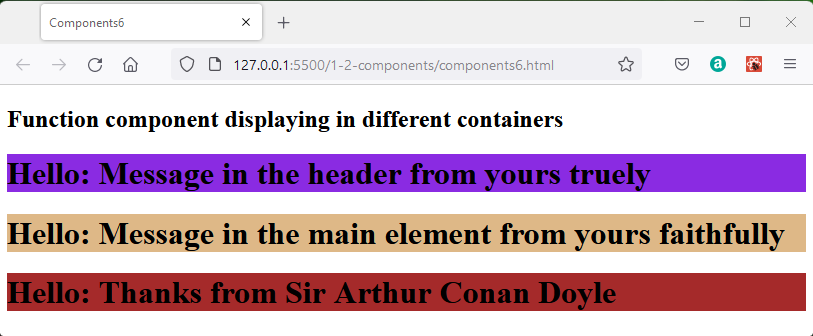 Components6
127.0.0.1:5500/1-2-components/components6.html
Function component displaying in different containers
Hello: Message in the header from yours truely
Hello: Message in the main element from yours faithfully
Hello: Thanks from Sir Arthur Conan Doyle